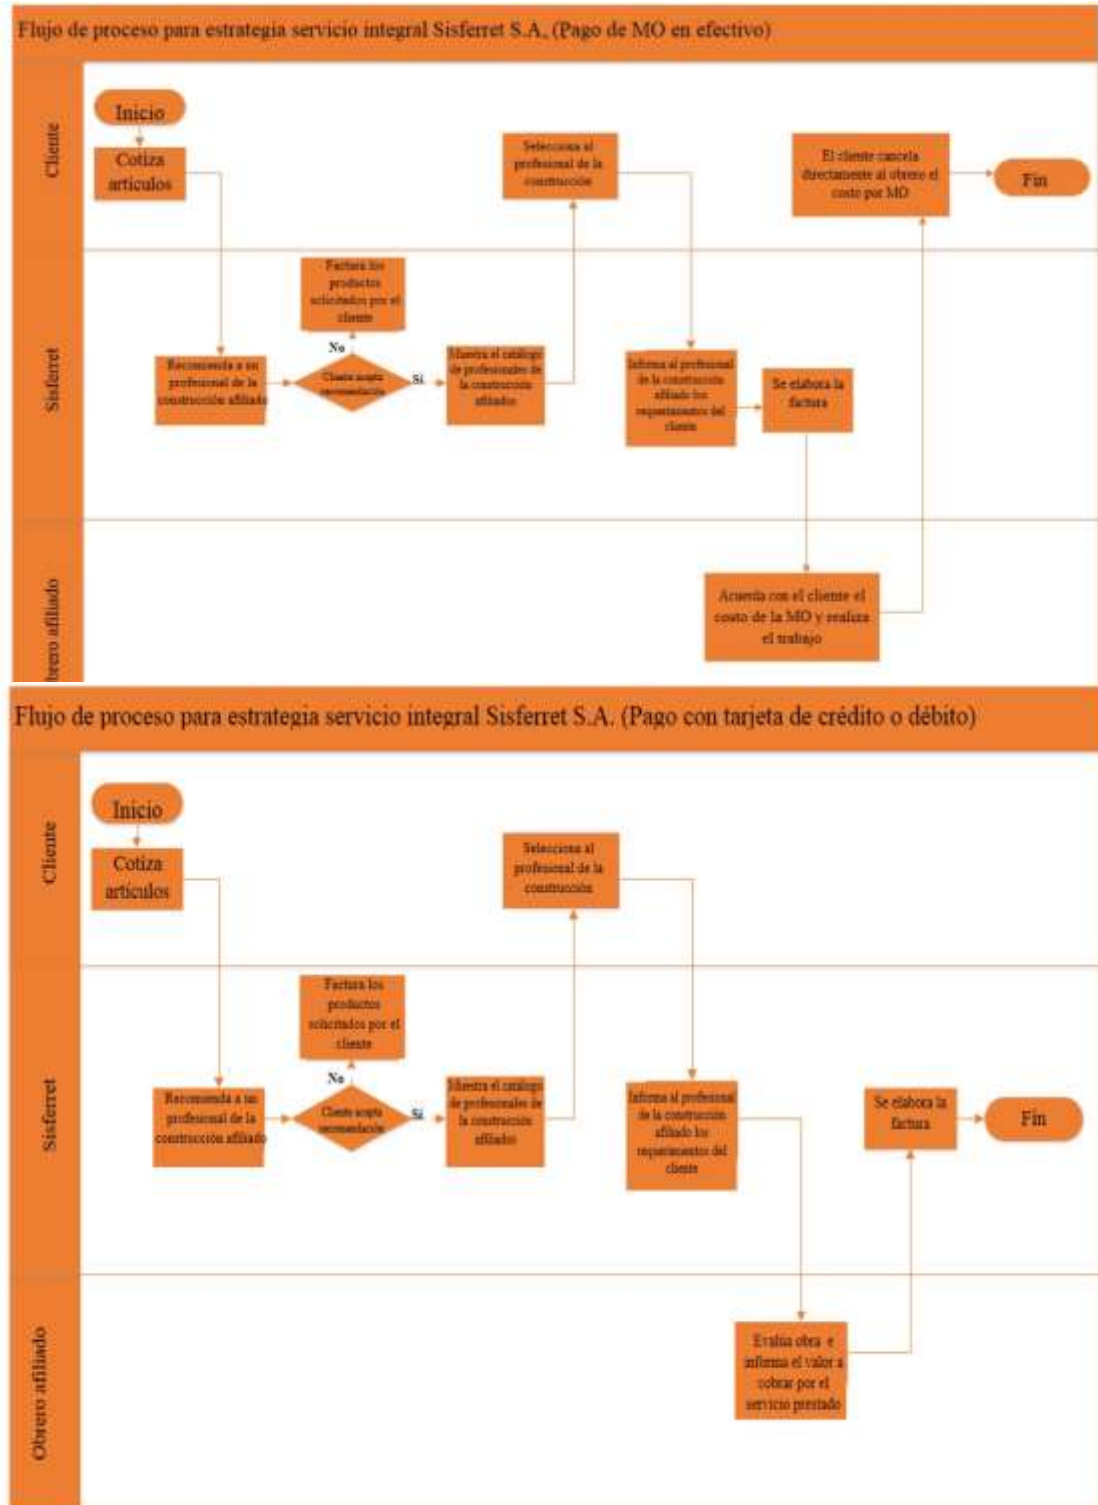 Flujo de proceso para estrategia servicio integral Sisferret S.A. (Pago de MO en efectivo)
Cliente
Inicio
Cotiza
artículos
Selecciona al
profesional de la
construcción
El cliente cancela
directamente al obrero el
costo por MO
Fin
Sisferret
Factura los
productos
solicitados por el
cliente
No
Recomienda a un
profesional de la
construcción afiliado
Cliente acepta
recomendación
Sí
Muestra el catálogo
de profesionales de
la construcción
afiliados
Informa al profesional
de la construcción
afiliado los
requerimientos del
cliente
Se elabora la
factura
brero afiliado
Acuerda con el cliente el
costo de la MO y realiza
el trabajo
Flujo de proceso para estrategia servicio integral Sisferret S.A. (Pago con tarjeta de crédito o débito)
Cliente
Inicio
Cotiza
artículos
Selecciona al
profesional de la
construcción
Sisferret
Factura los
productos
solicitados por el
cliente
No
Recomienda a un
profesional de la
construcción afiliado
Cliente acepta
recomendación
Sí
Muestra el catálogo
de profesionales de
la construcción
afiliados
Informa al profesional
de la construcción
afiliado los
requerimientos del
cliente
Se elabora la
factura
Fin
Obrero afiliado
Evalúa obra e
informa el valor a
cobrar por el
servicio prestado